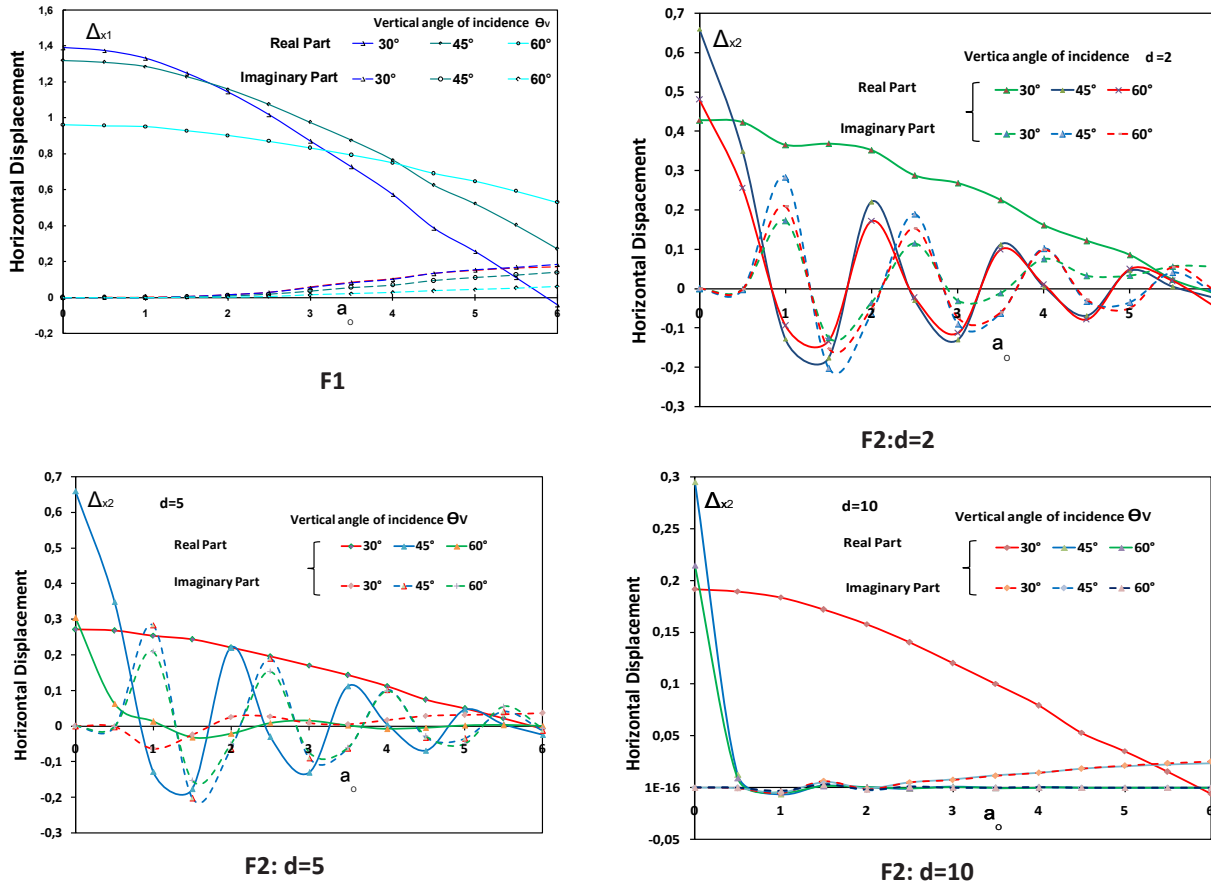 Δx1
Vertical angle of incidence ϴv
Real Part 30° 45° 60°
Imaginary Part 30° 45° 60°
Horizontal Displacement
1,6
1,4
1,2
1
0,8
0,6
0,4
0,2
0
-0,2
0 1 2 3 4 5 6
a o
F1
Δx2
Vertica angle of incidence d=2
Real Part 30° 45° 60°
Imaginary Part 30° 45° 60°
Horizontal Dispacement
0,7
0,6
0,5
0,4
0,3
0,2
0,1
0
-0,1
-0,2
-0,3
0 1 2 3 4 5
a o
F2:d=2
Δx2
d=5
Vertical angle of incidence ϴV
Real Part 30° 45° 60°
Imaginary Part 30° 45° 60°
Horizontal Displacement
0,7
0,6
0,5
0,4
0,3
0,2
0,1
0
-0,1
-0,2
-0,3
0 1 2 3 4 5 6
a o
F2: d=5
Δx2
d=10
Vertical angle of incidence ϴV
Real Part 30° 45° 60°
Imaginary Part 30° 45° 60°
Horizontal Displacement
0,3
0,25
0,2
0,15
0,1
0,05
1E-16
-0,05
0 1 2 3 4 5 6
a o
F2: d=10